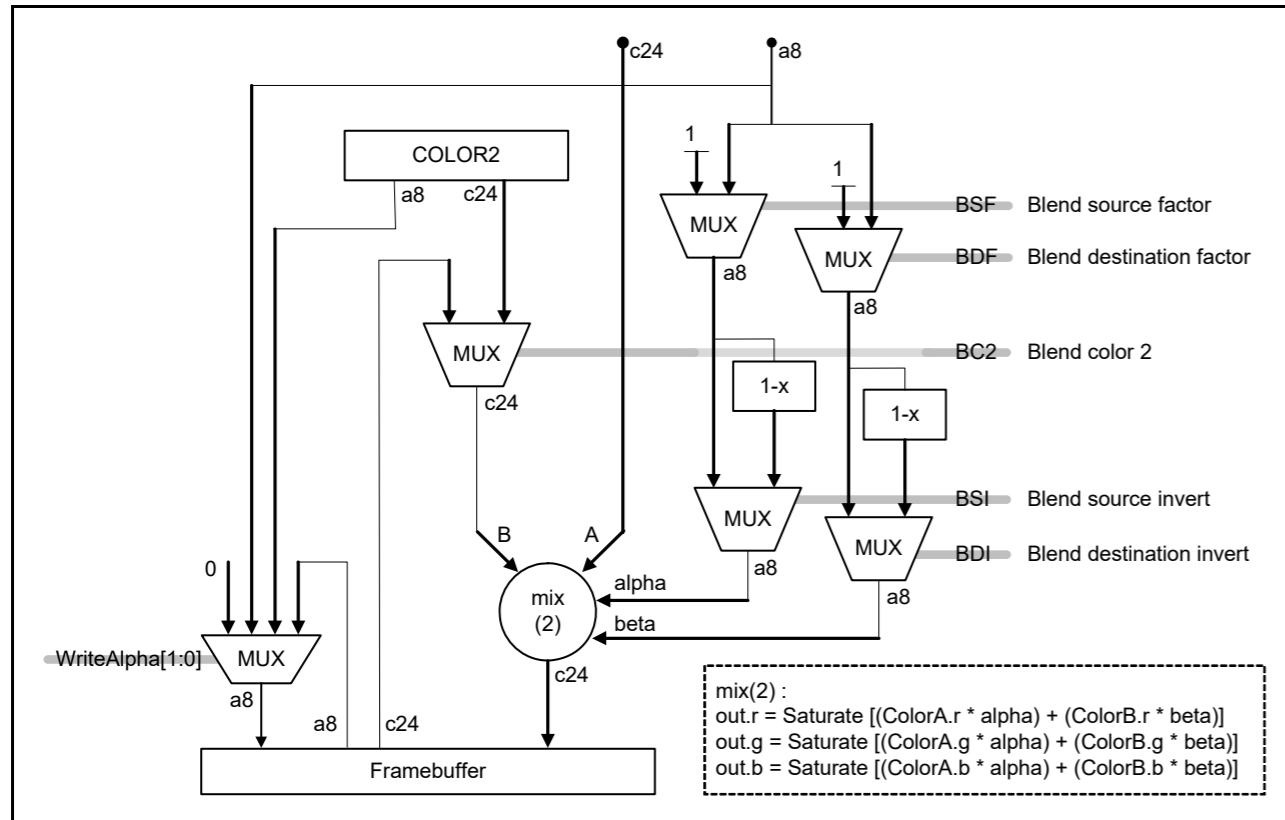 c24
a8
1
COLOR2
1
a8
c24
BSF
Blend source factor
MUX
MUX
BDF
Blend destination factor
a8
a8
MUX
BC2
Blend color 2
1-x
c24
1-x
BSI
Blend source invert
MUX
B
A
MUX
BDI
Blend destination invert
0
a8
alpha
mix
(2)
a8
beta
WriteAlpha[1:0]
MUX
c24
a8
a8
c24
mix(2) :
out.r = Saturate [(ColorA.r * alpha) + (ColorB.r * beta)]
out.g = Saturate [(ColorA.g * alpha) + (ColorB.g * beta)]
out.b = Saturate [(ColorA.b * alpha) + (ColorB.b * beta)]
Framebuffer